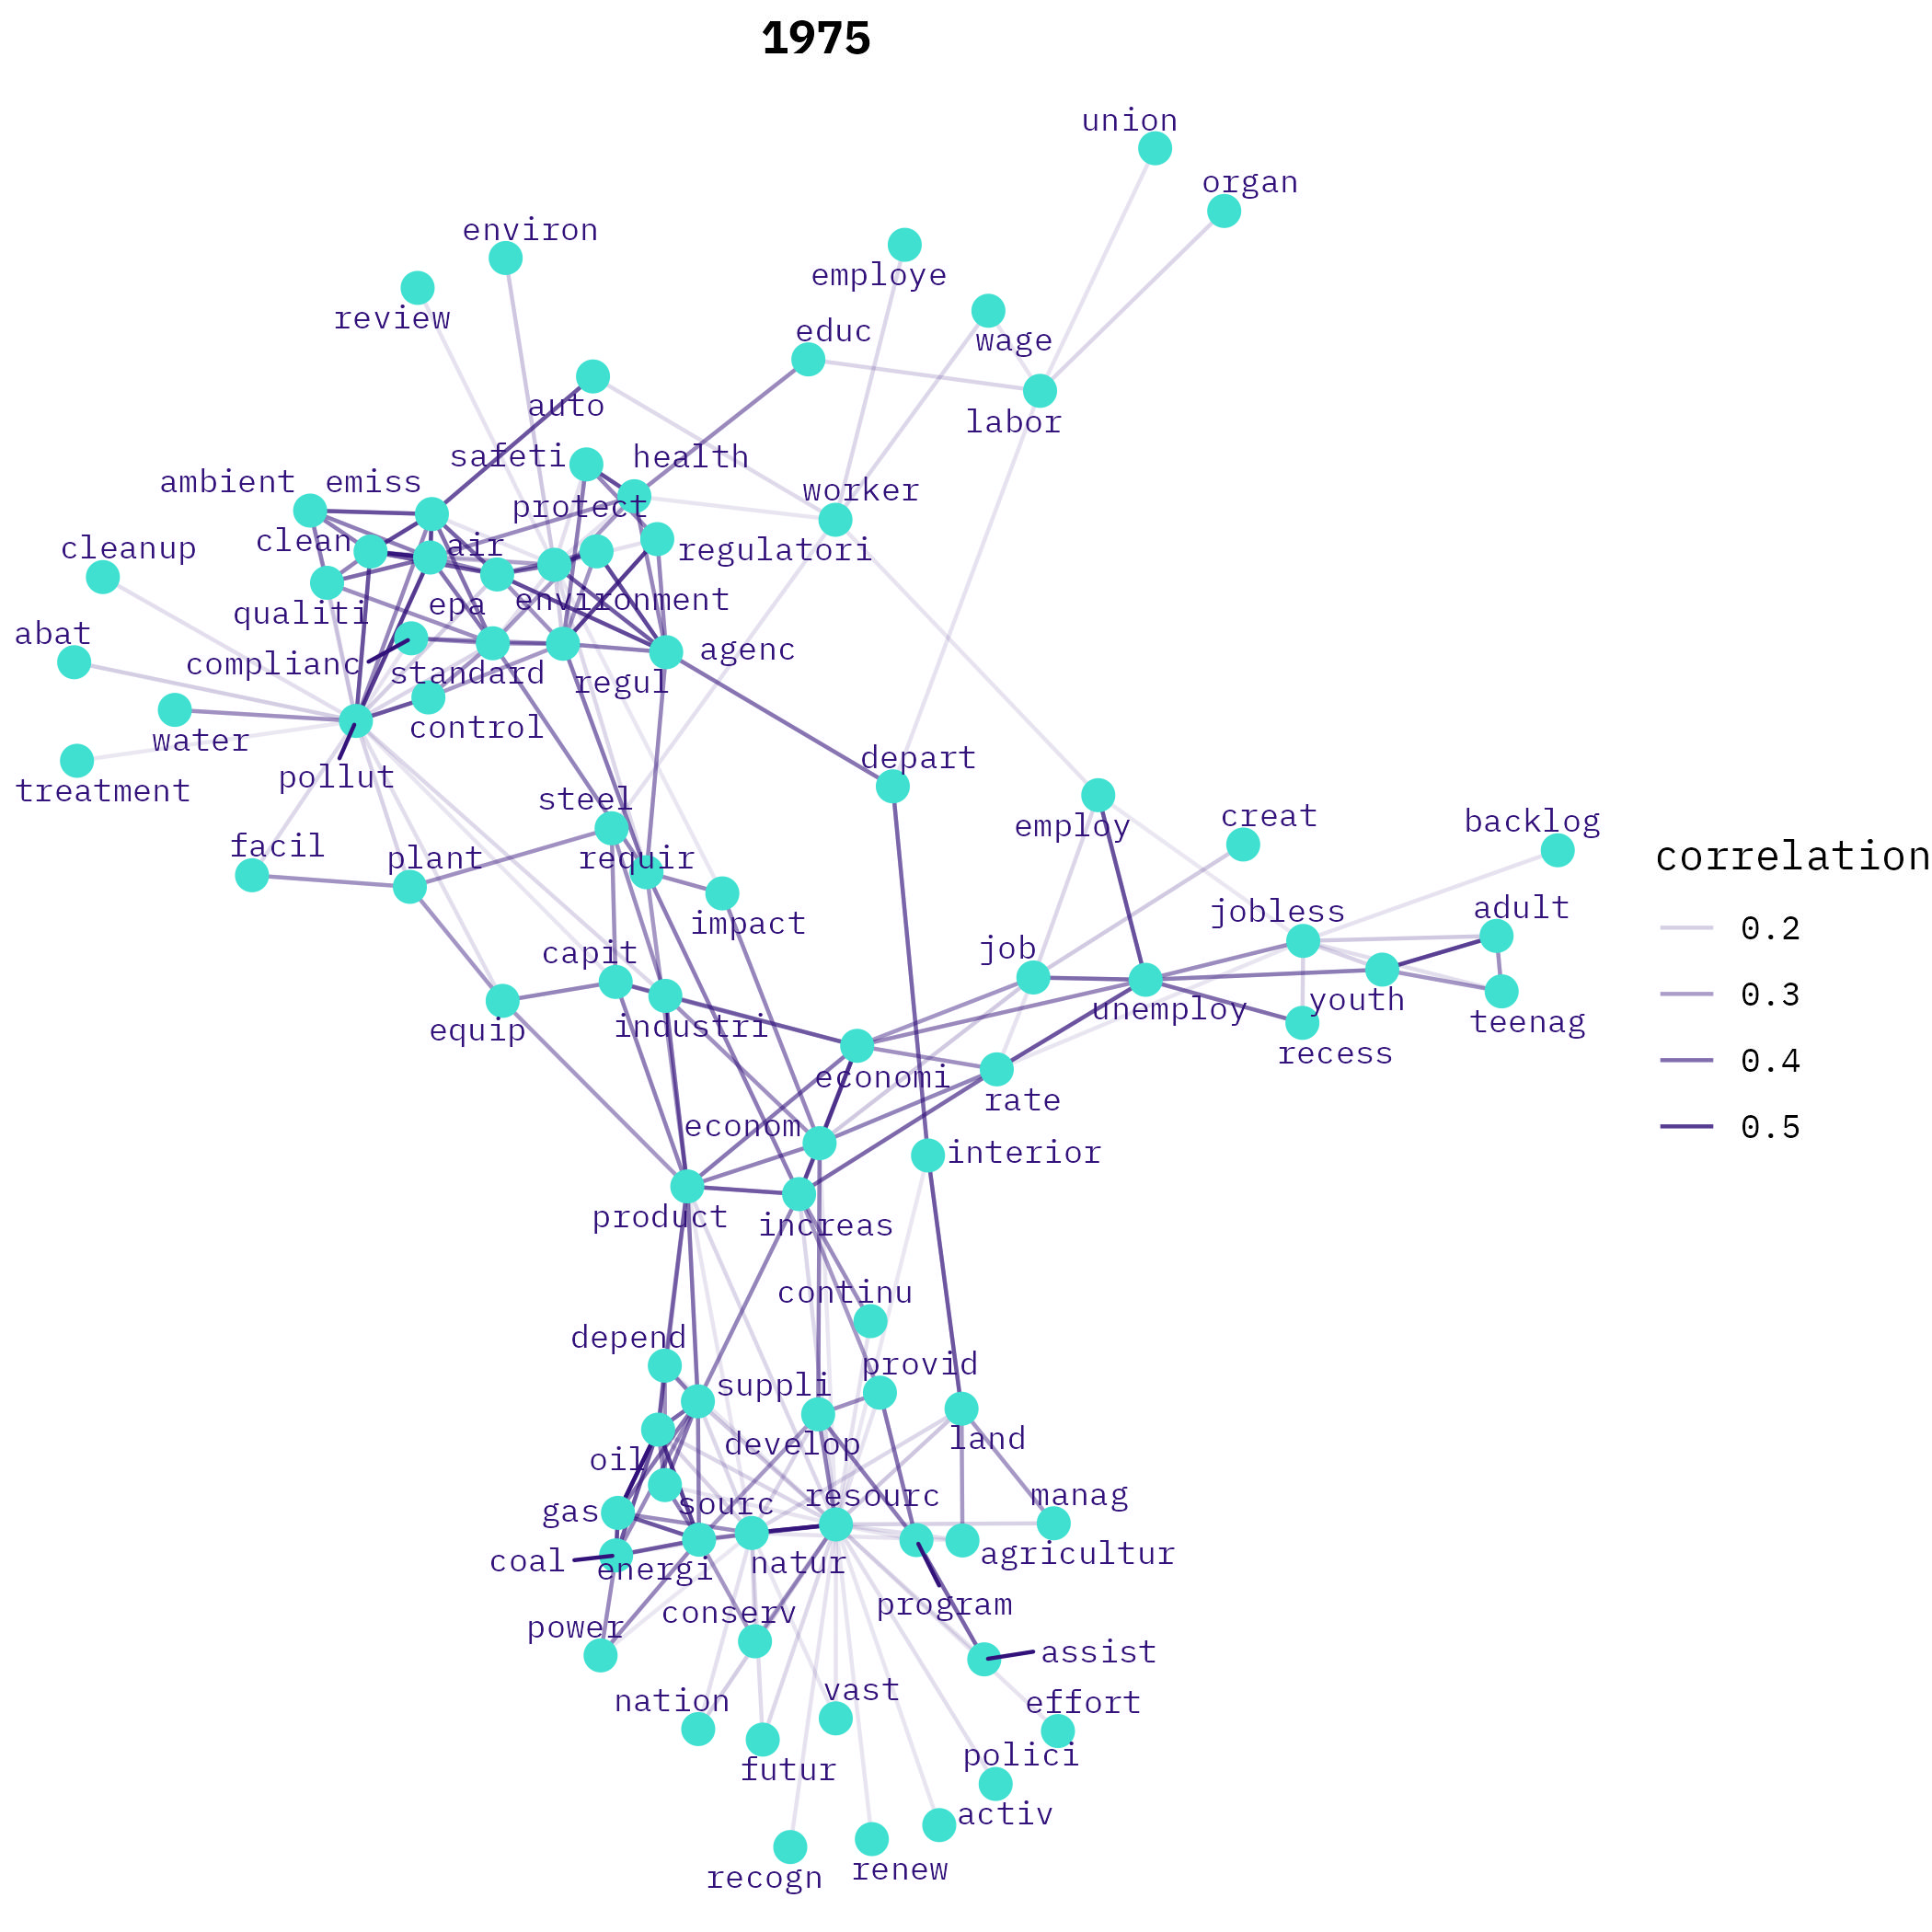 1975
union
organ
environ
employe
review
educ
wage
auto
labor
safeti
health
ambient
emiss
worker
protect
clean
air
cleanup
regulatori
qualiti
epa
environment
abat
complianc
agenc
standard
regul
water
control
pollut
treatment
depart
steel
creat
backlog
employ
facil
plant
requir
correlation
jobless
adult
impact
0.2
capit
job
0.3
equip
industri
unemploy
youth
teenag
recess
0.4
economi
rate
econom
0.5
interior
product
increas
continu
depend
provid
suppli
develop
land
oil
gas
sourc
resourc
manag
coal
energi
natur
agricultur
power
conserv
program
assist
nation
vast
effort
futur
polici
activ
recogn
renew